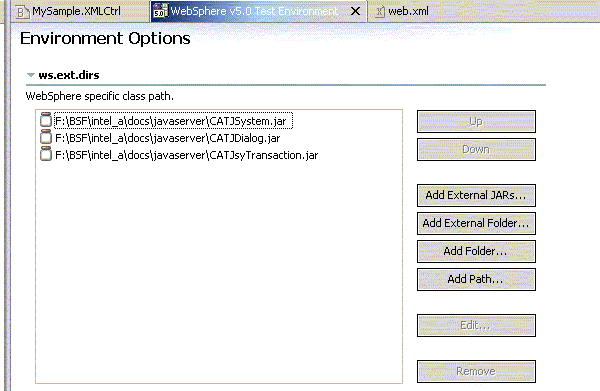 MySample.XMLCtrl
WebSphere v5.0 Test Environment
web.xml
Environment Options
ws.ext.dirs
WebSphere specific class path.
F:\BSF\intel_a\docs\javaserver\CATJSystem.jar
F:\BSF\intel_a\docs\javaserver\CATJDialog.jar
F:\BSF\intel_a\docs\javaserver\CATJsyTransaction.jar
Up
Down
Add External JARs...
Add External Folder...
Add Folder...
Add Path...
Edit...
Remove